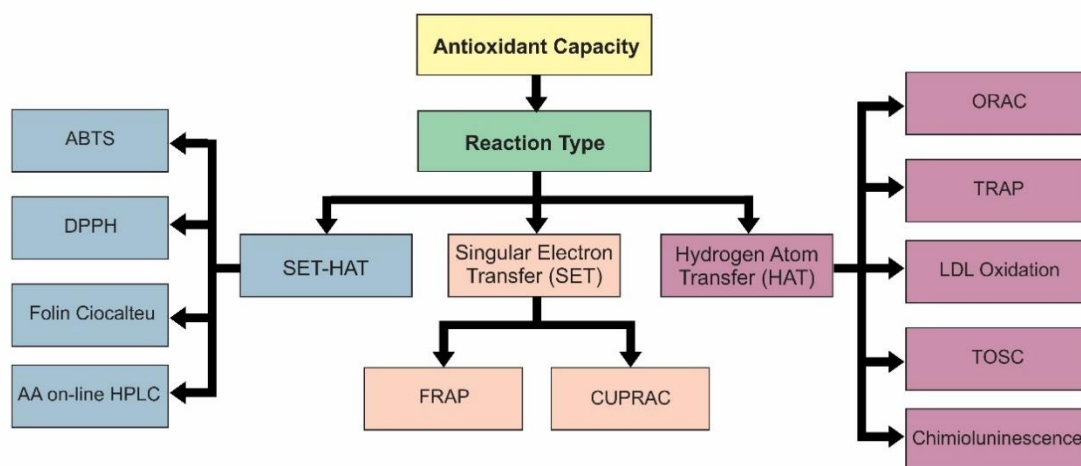 Antioxidant Capacity
Reaction Type
SET-HAT
Singular Electron
Transfer (SET)
Hydrogen Atom
Transfer (HAT)
ABTS
DPPH
Folin Ciocalteu
AA on-line HPLC
FRAP
CUPRAC
ORAC
TRAP
LDL Oxidation
TOSC
Chimioluninescence